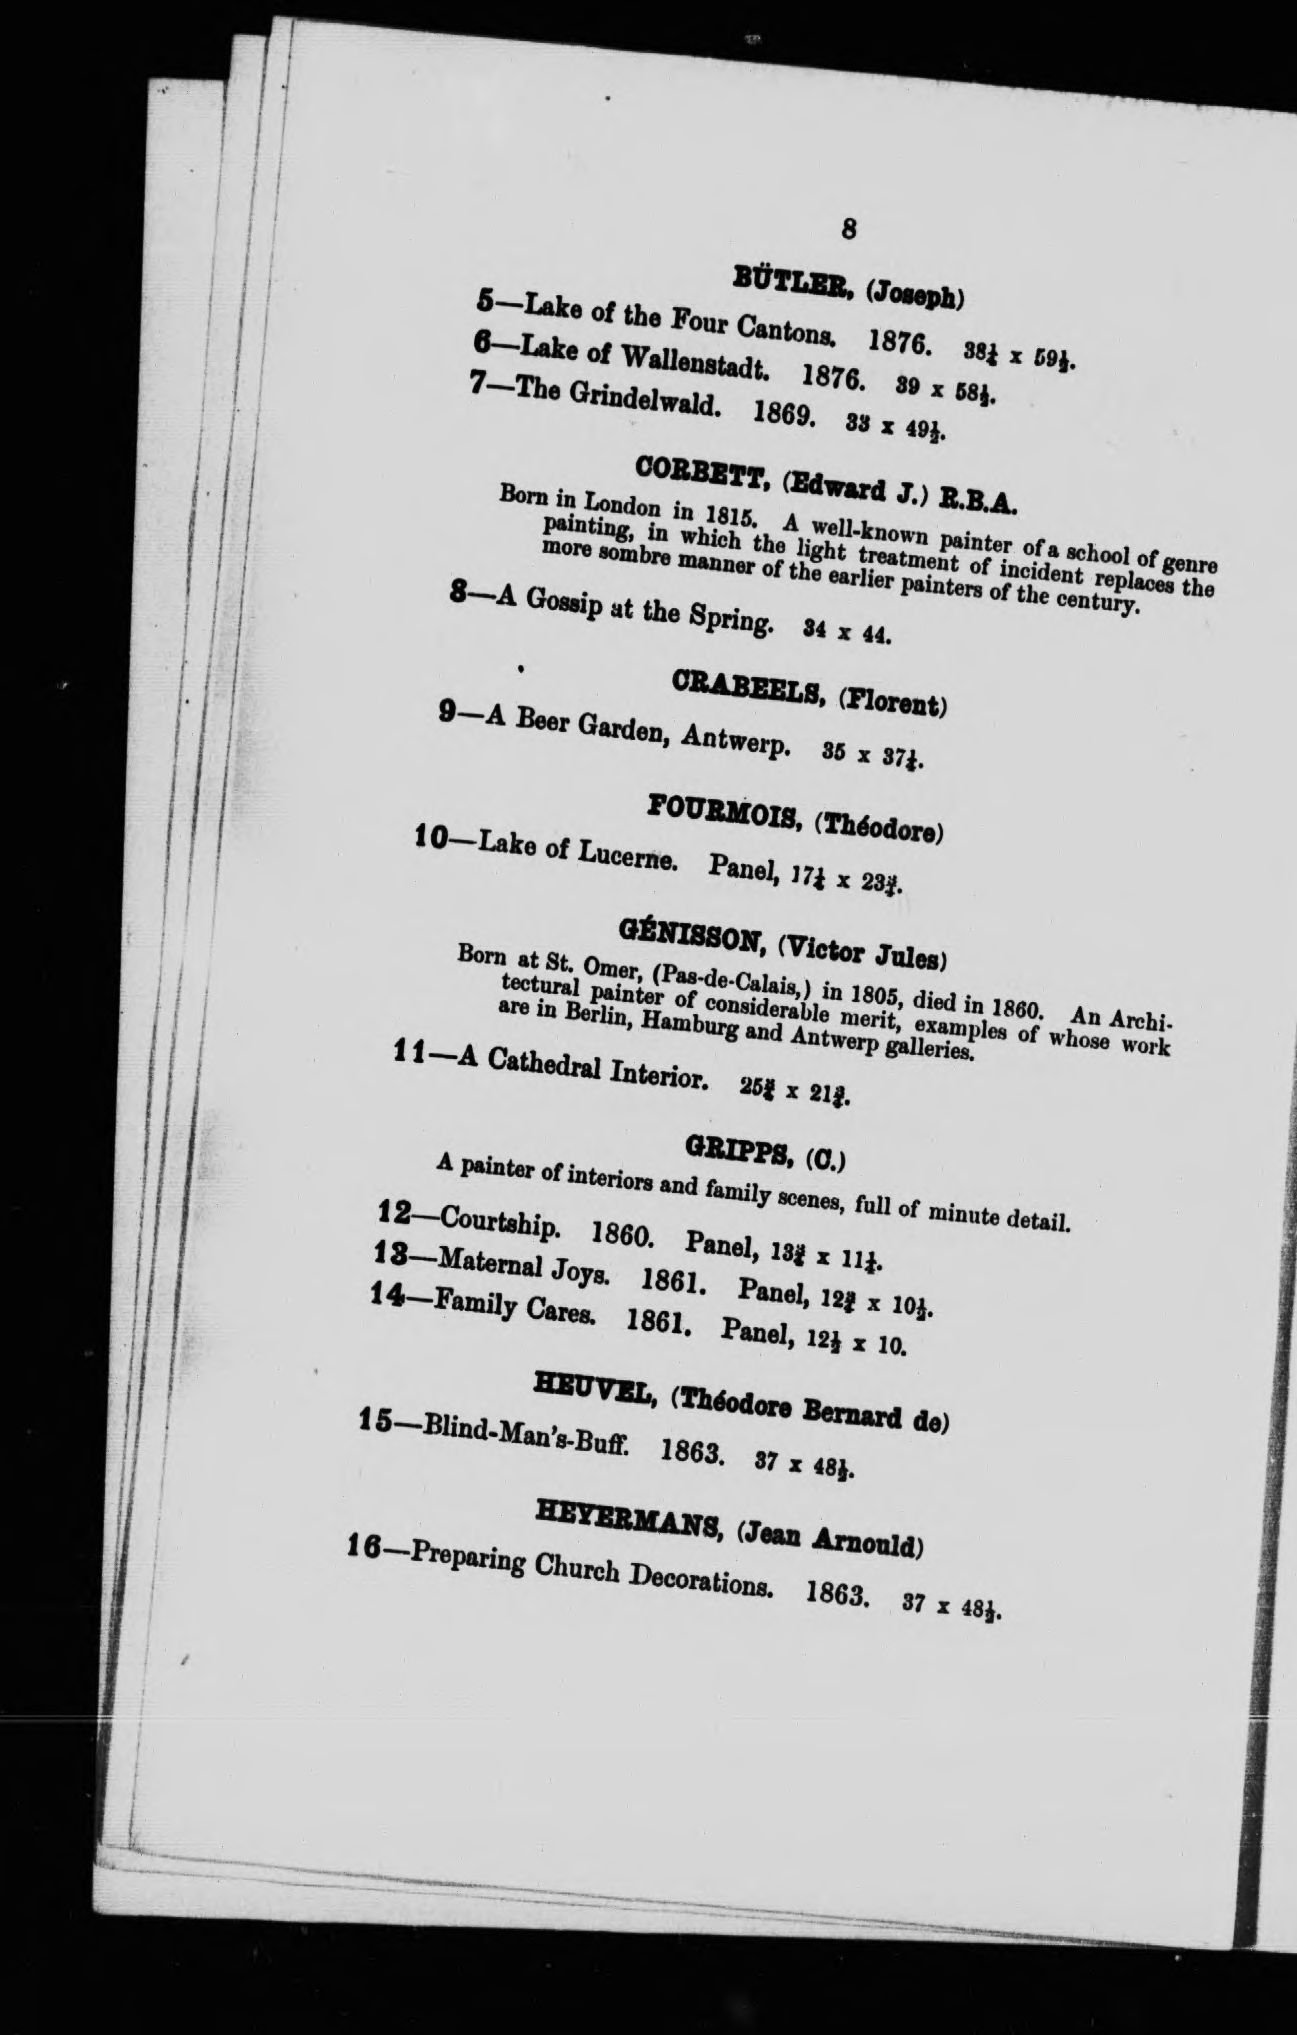 8
BÜTLER, (Joseph)
5—Lake of the Four Cantons. 1876. 38¼ x 59½.
6—Lake of Wallenstadt. 1876. 39 x 58½.
7—The Grindelwald. 1869. 33 x 49½.
CORBETT, (Edward J.) R.B.A.
Born in London in 1815. A well-known painter of a school of genre
painting, in which the light treatment of incident replaces the
more sombre manner of the earlier painters of the century.
8—A Gossip at the Spring. 34 x 44.
CRABEELS, (Florent)
9—A Beer Garden, Antwerp. 35 x 37¼.
FOURMOIS, (Théodore)
10—Lake of Lucerne. Panel, 17¼ x 23¾.
GÉNISSON, (Victor Jules)
Born at St. Omer, (Pas-de-Calais,) in 1805, died in 1860. An Archi-
tectural painter of considerable merit, examples of whose work
are in Berlin, Hamburg and Antwerp galleries.
11—A Cathedral Interior. 25¾ x 21¾.
GRIPPS, (C.)
A painter of interiors and family scenes, full of minute detail.
12—Courtship. 1860. Panel, 13¾ x 11¼.
13—Maternal Joys. 1861. Panel, 12¾ x 10½.
14—Family Cares. 1861. Panel, 12½ x 10.
HEUVEL, (Théodore Bernard de)
15—Blind-Man's-Buff. 1863. 37 x 48½.
HEYERMANS, (Jean Arnould)
16—Preparing Church Decorations. 1863. 37 x 48½.